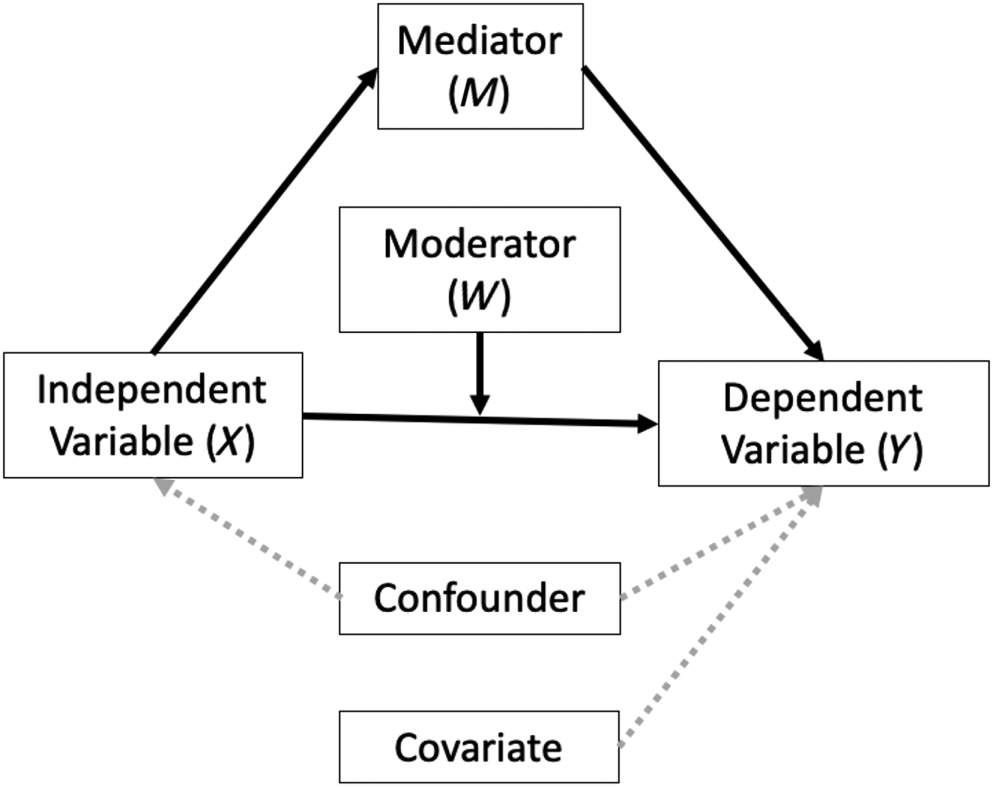 Mediator
(M)
Moderator
(W)
Independent
Variable (X)
Dependent
Variable (Y)
Confounder
Covariate